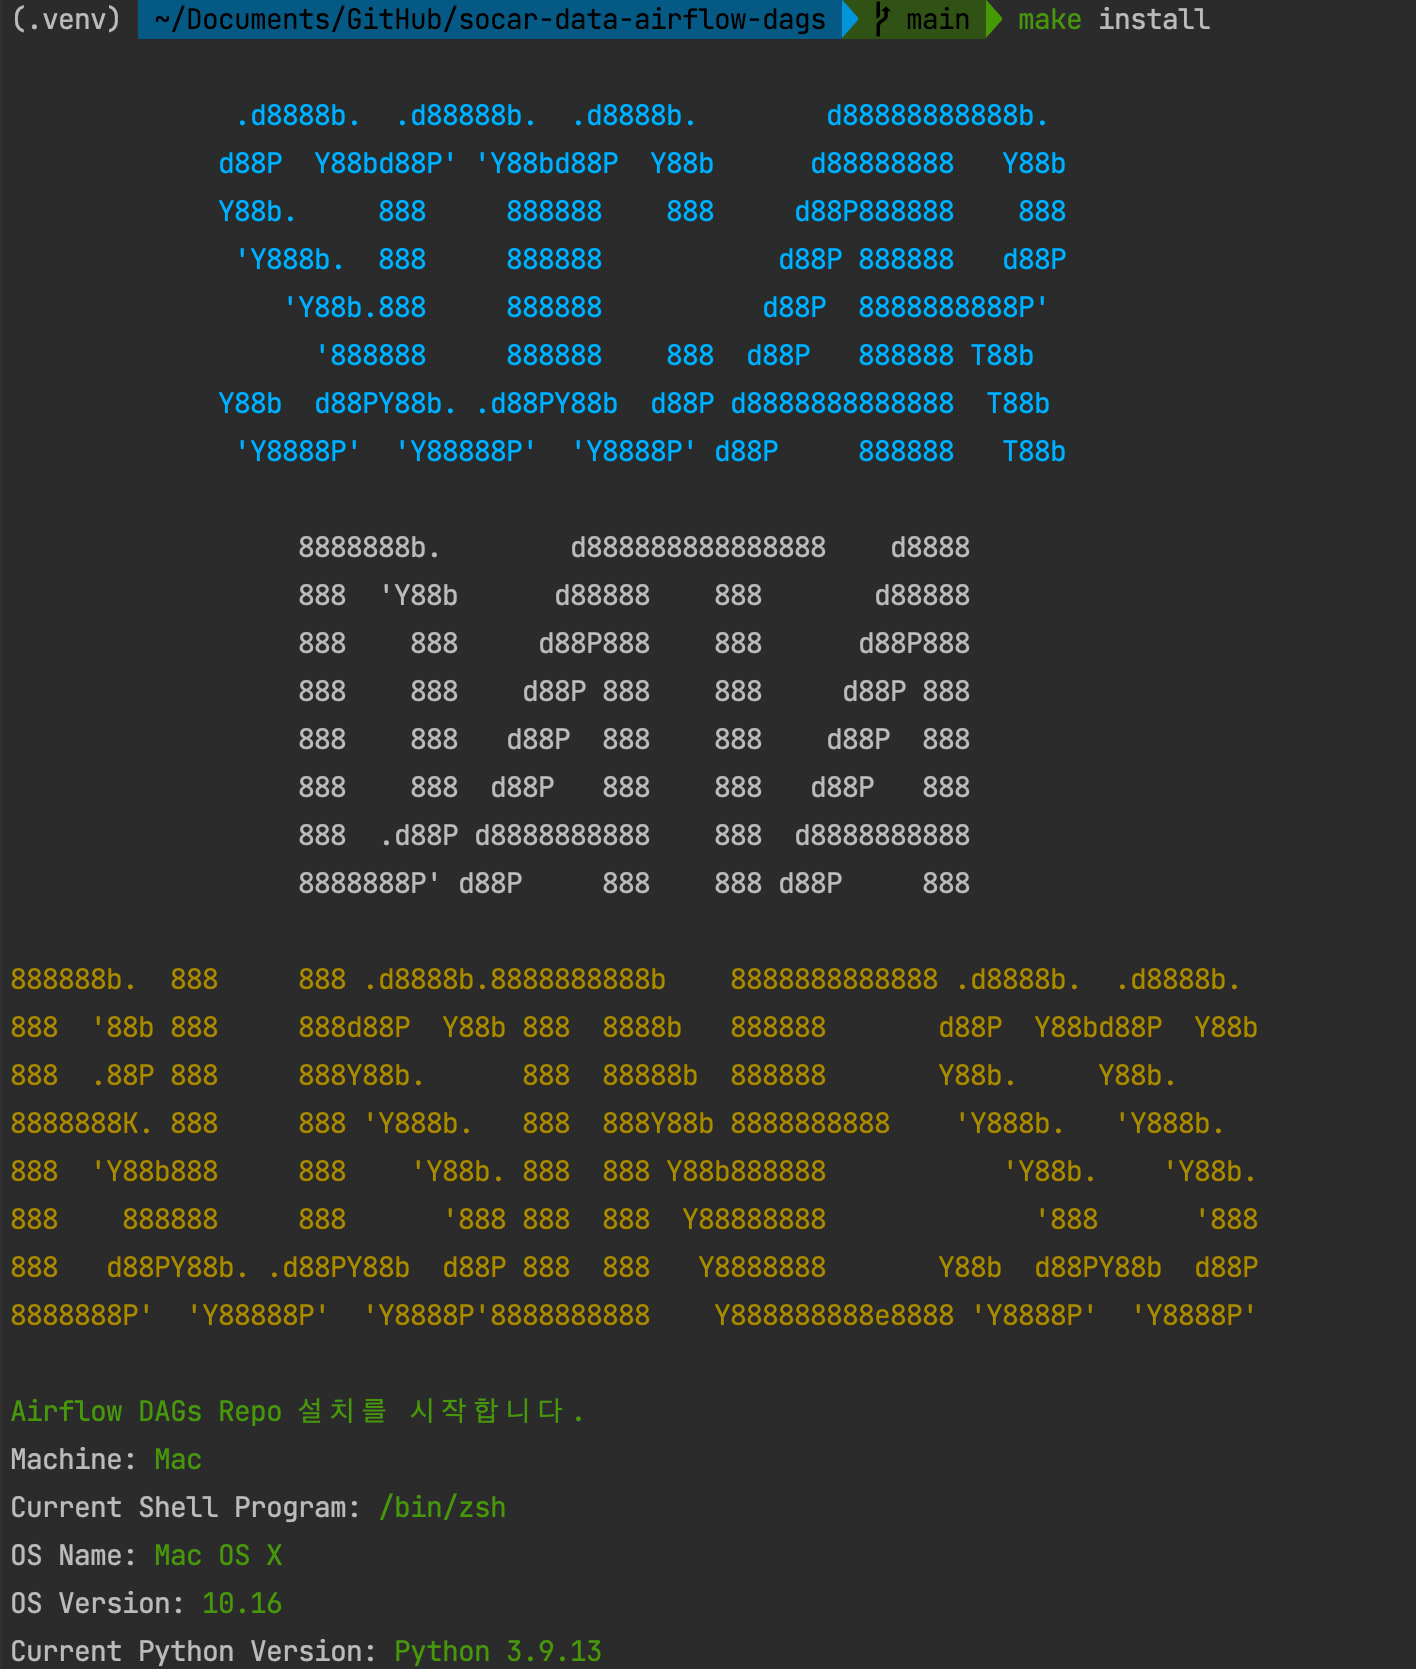 (.venv) ~/Documents/GitHub/socar-data-airflow-dags main make install
 .d8888b.  .d88888b.  .d8888b.        d88888888888b.
d88P  Y88bd88P' 'Y88bd88P  Y88b      d88888888   Y88b
Y88b.     888     888888    888     d88P888888    888
 'Y888b.  888     888888           d88P 888888   d88P
    'Y88b.888     888888          d88P  8888888888P'
      '888888     888888    888  d88P   888888 T88b
Y88b  d88PY88b. .d88PY88b  d88P d8888888888888  T88b
 'Y8888P'  'Y88888P'  'Y8888P' d88P     888888   T88b
8888888b.        d888888888888888    d8888
888  'Y88b      d88888    888       d88888
888    888     d88P888    888      d88P888
888    888    d88P 888    888     d88P 888
888    888   d88P  888    888    d88P  888
888    888  d88P   888    888   d88P   888
888  .d88P d8888888888    888  d8888888888
8888888P' d88P     888    888 d88P     888
888888b.  888     888 .d8888b.8888888888b    8888888888888 .d8888b.  .d8888b.
888  '88b 888     888d88P  Y88b 888  8888b   888888       d88P  Y88bd88P  Y88b
888  .88P 888     888Y88b.      888  88888b  888888       Y88b.     Y88b.
8888888K. 888     888 'Y888b.   888  888Y88b 8888888888    'Y888b.   'Y888b.
888  'Y88b888     888    'Y88b. 888  888 Y88b888888           'Y88b.    'Y88b.
888    888888     888      '888 888  888  Y88888888             '888      '888
888   d88PY88b. .d88PY88b  d88P 888  888   Y8888888       Y88b  d88PY88b  d88P
8888888P'  'Y88888P'  'Y8888P'8888888888    Y888888888e8888 'Y8888P'  'Y8888P'
Airflow DAGs Repo 설치를 시작합니다.
Machine: Mac
Current Shell Program: /bin/zsh
OS Name: Mac OS X
OS Version: 10.16
Current Python Version: Python 3.9.13